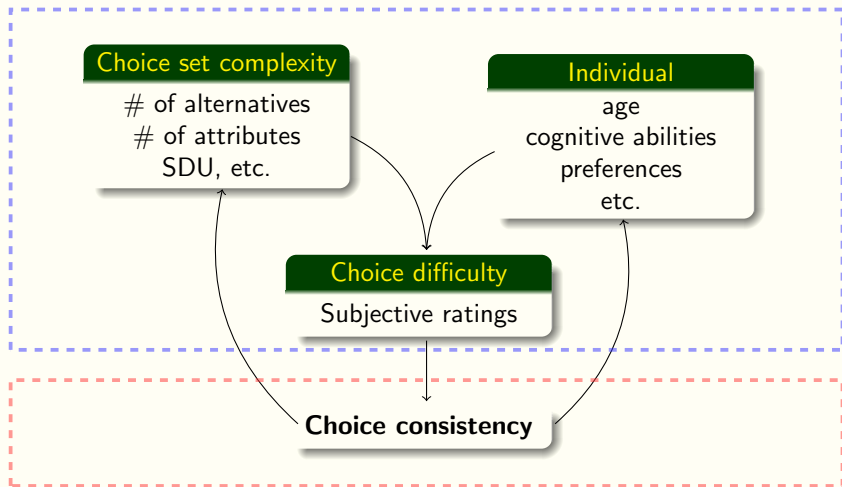 Choice set complexity
# of alternatives
# of attributes
SDU, etc.
Individual
age
cognitive abilities
preferences
etc.
Choice difficulty
Subjective ratings
Choice consistency